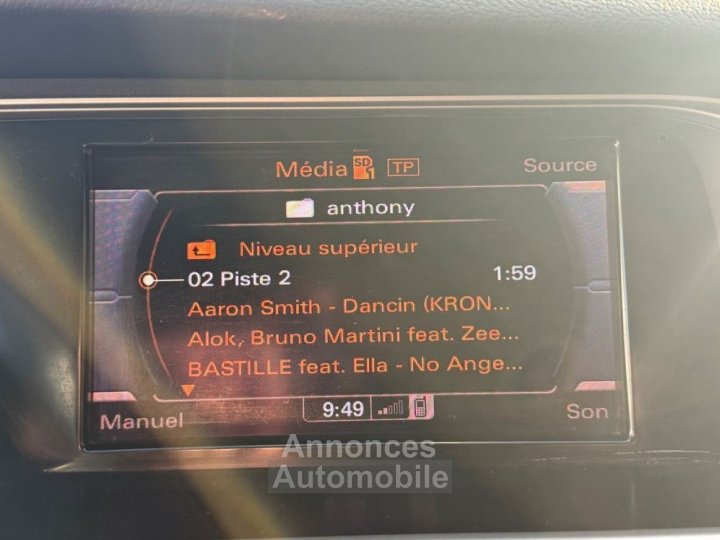 Média SD 1 TP Source
anthony
Niveau supérieur
02 Piste 2 1:59
Aaron Smith - Dancin (KRON...
Alok, Bruno Martini feat. Zee...
BASTILLE feat. Ella - No Ange...
Manuel 9:49 Son
Annonces
Automobile